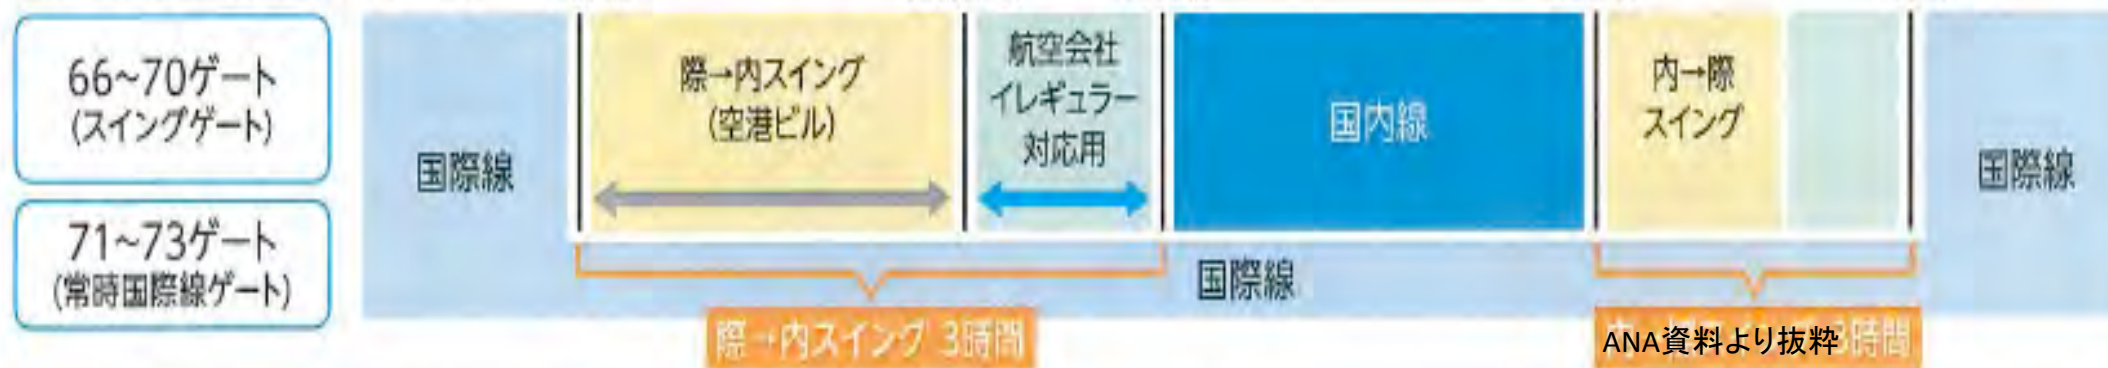 66~70ゲート
(スイングゲート)
71~73ゲート
(常時国際線ゲート)
国際線
際→内スイング
(空港ビル)
航空会社
イレギュラー
対応用
国内線
内→際
スイング
国際線
国際線
際→内スイング 3時間
3時間
ANA資料より抜粋